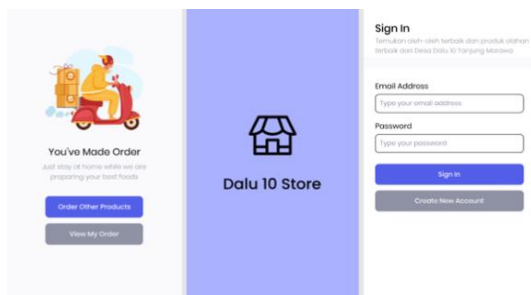 You've Made Order
Just stay at home while we are
preparing your best foods
Order Other Products
View My Order
Dalu 10 Store
Sign In
Temukan oleh-oleh terbaik dan produk olahan
terbaik dari Desa Dalu 10 Tanjung Morawa
Email Address
Type your email address
Password
Type your password
Sign In
Create New Account